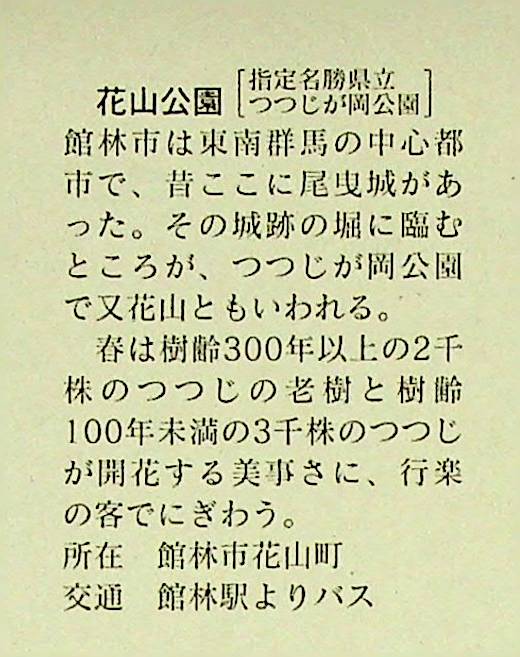 花山公園［指定名勝県立つつじが岡公園］
館林市は東南群馬の中心都
市で、昔ここに尾曳城があ
った。その城跡の堀に臨む
ところが、つつじが岡公園
で又花山ともいわれる。
春は樹齢300年以上の2千
株のつつじの老樹と樹齢
100年未満の3千株のつつじ
が開花する美事さに、行楽
の客でにぎわう。
所在　館林市花山町
交通　館林駅よりバス